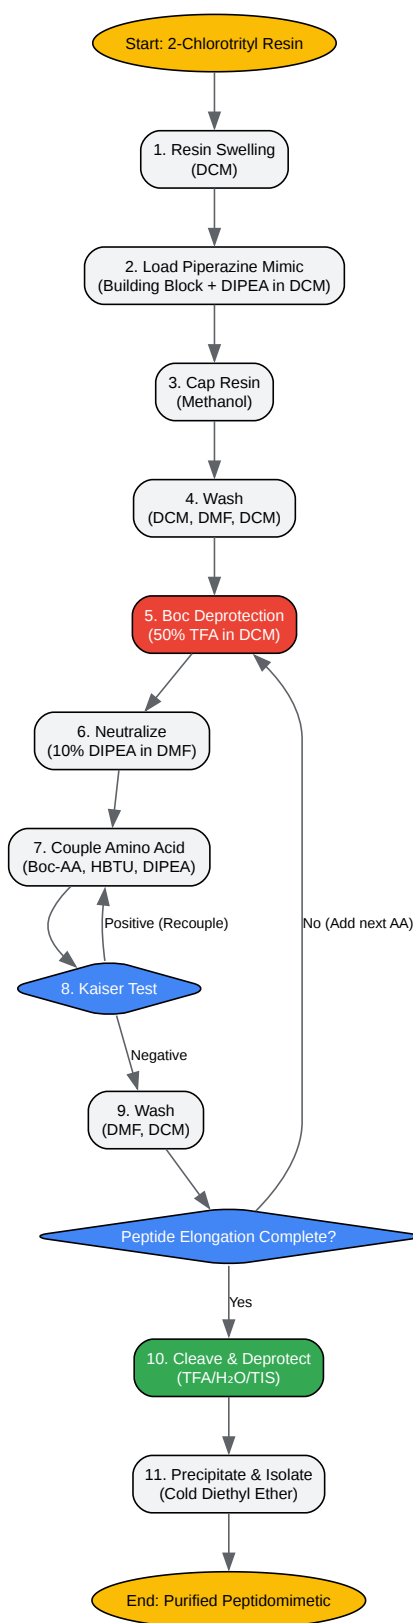 Start: 2-Chlorotrityl Resin
1. Resin Swelling
(DCM)
2. Load Piperazine Mimic
(Building Block + DIPEA in DCM)
3. Cap Resin
(Methanol)
4. Wash
(DCM, DMF, DCM)
5. Boc Deprotection
(50% TFA in DCM)
6. Neutralize
(10% DIPEA in DMF)
7. Couple Amino Acid
(Boc-AA, HBTU, DIPEA)
Positive (Recouple)
No (Add next AA)
8. Kaiser Test
Negative
9. Wash
(DMF, DCM)
Peptide Elongation Complete?
Yes
10. Cleave & Deprotect
(TFA/H₂O/TIS)
11. Precipitate & Isolate
(Cold Diethyl Ether)
End: Purified Peptidomimetic